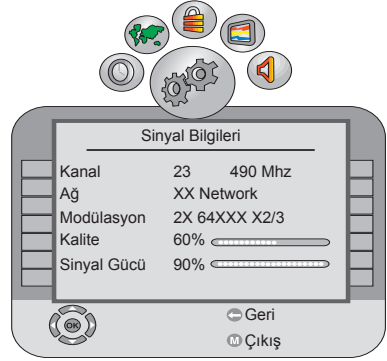 Sinyal Bilgileri
Kanal 23 490 Mhz
Ağ XX Network
Modülasyon 2X 64XXX X2/3
Kalite 60%
Sinyal Gücü 90%
OK
Geri
M Çıkış